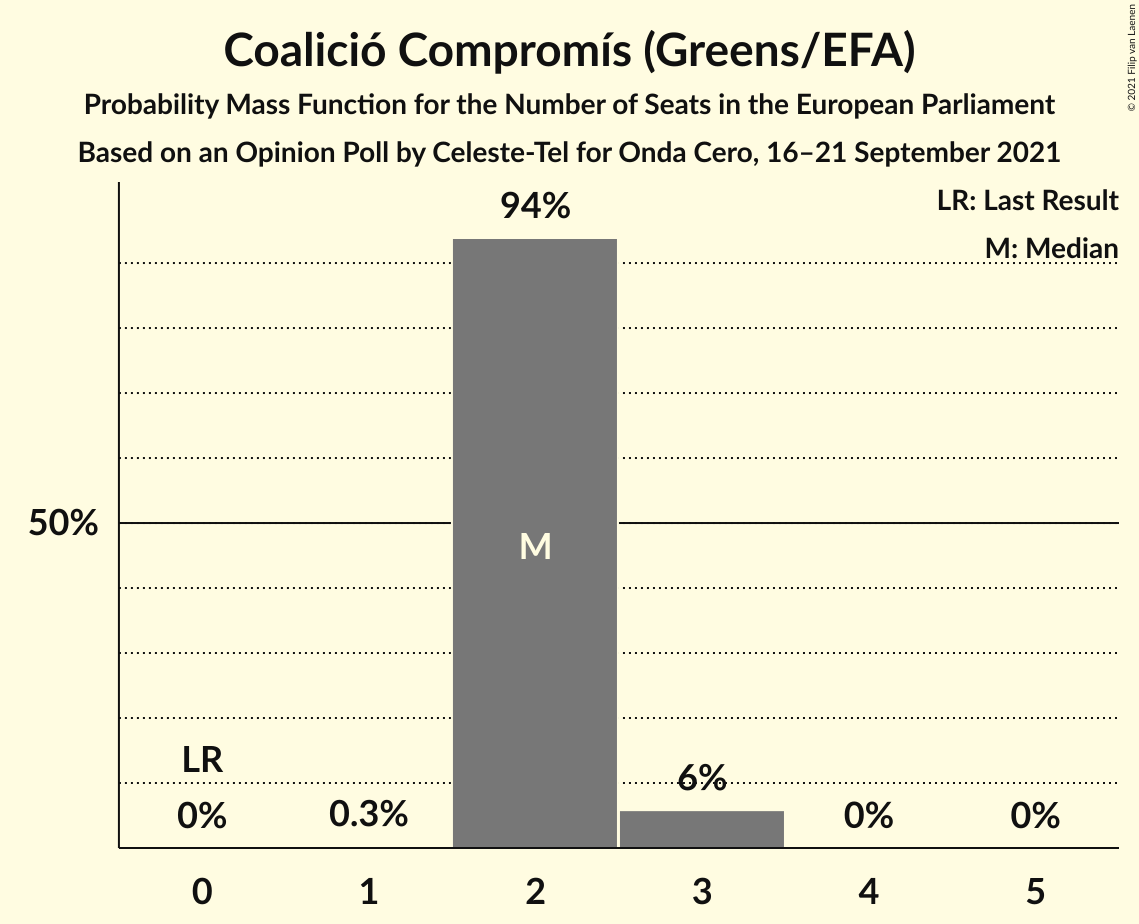 Coalició Compromís (Greens/EFA)
Probability Mass Function for the Number of Seats in the European Parliament
Based on an Opinion Poll by Celeste-Tel for Onda Cero, 16–21 September 2021
© 2021 Filip van Laenen
LR: Last Result
M: Median
94%
50%
M
LR
0%
0.3%
6%
0%
0%
0 1 2 3 4 5